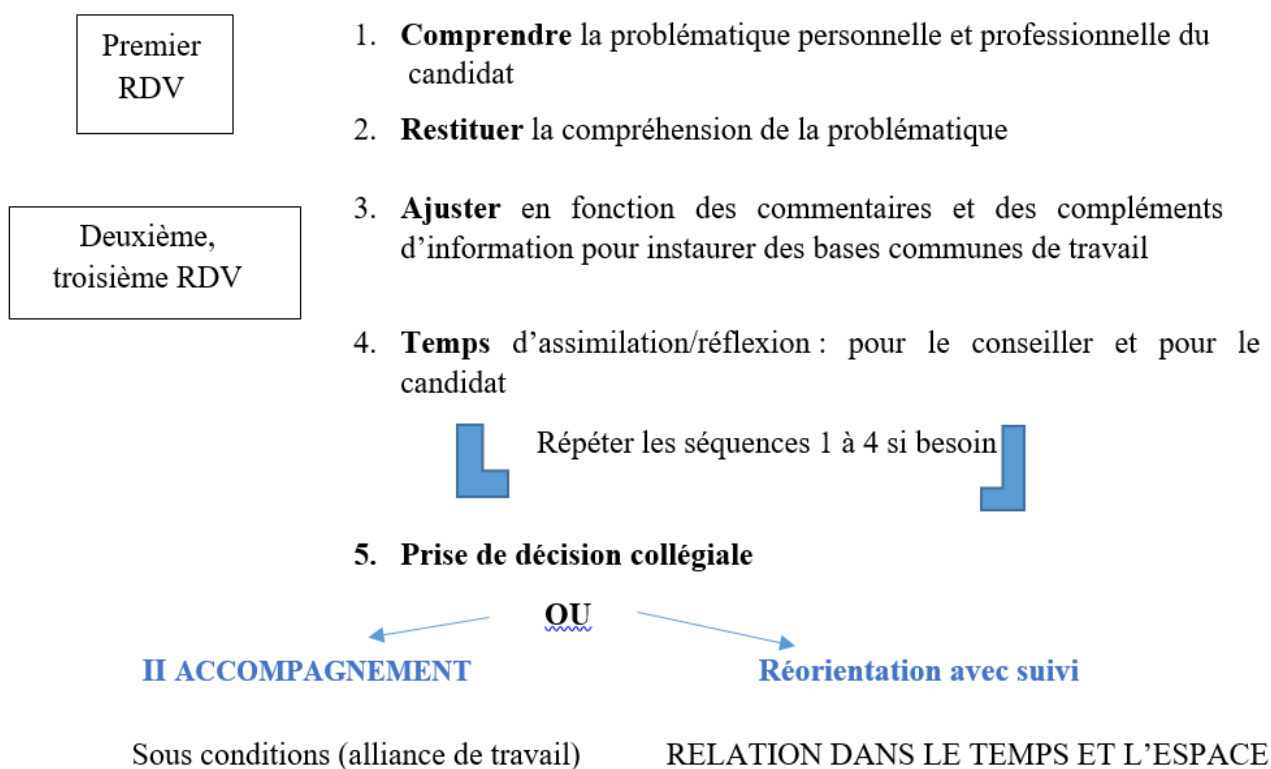 Premier
RDV
1. Comprendre la problématique personnelle et professionnelle du
candidat
2. Restituer la compréhension de la problématique
Deuxième,
troisième RDV
3. Ajuster en fonction des commentaires et des compléments
d’information pour instaurer des bases communes de travail
4. Temps d’assimilation/réflexion : pour le conseiller et pour le
candidat
Répéter les séquences 1 à 4 si besoin
5. Prise de décision collégiale
OU
II ACCOMPAGNEMENT
Réorientation avec suivi
Sous conditions (alliance de travail)
RELATION DANS LE TEMPS ET L’ESPACE